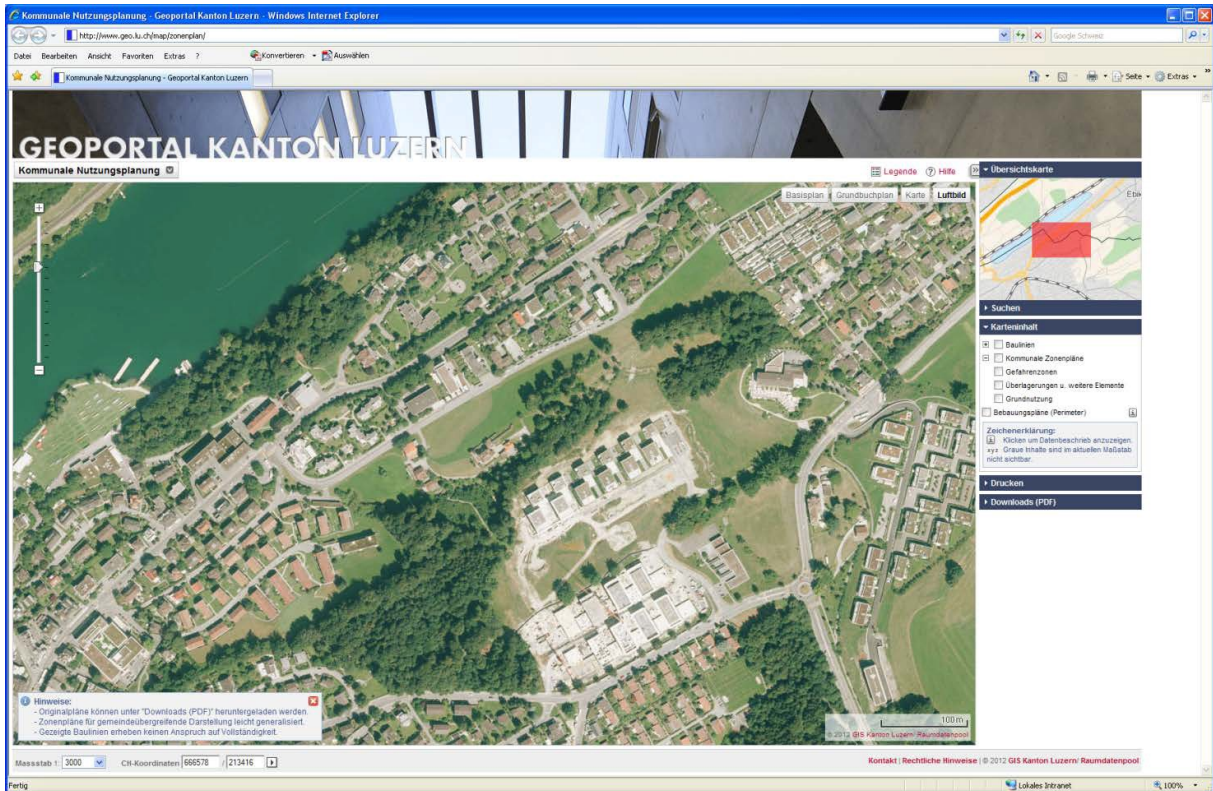 Kommunale Nutzungsplanung - Geoportal Kanton Luzern - Windows Internet Explorer
http://www.geo.lu.ch/map/zonenplan/
Google Schweiz
Datei Bearbeiten Ansicht Favoriten Extras ?
Konvertieren Auswählen
Kommunale Nutzungsplanung - Geoportal Kanton Luzern
Seite Extras
GEOPORTAL KANTON LUZERN
Kommunale Nutzungsplanung
Legende Hilfe
Basisplan Grundbuchplan Karte Luftbild
Übersichtskarte
Suchen
Karteninhalt
Baulinien
Kommunale Zonenpläne
Gefahrenzonen
Überlagerungen u. weitere Elemente
Grundnutzung
Bebauungspläne (Perimeter)
Zeichenerklärung:
Klicken um Datenbeschrieb anzuzeigen.
xyz Graue Inhalte sind im aktuellen Maßstab
nicht sichtbar.
Drucken
Downloads (PDF)
Hinweise:
- Originalpläne können unter "Downloads (PDF)" heruntergeladen werden.
- Zonenpläne für gemeindeübergreifende Darstellung leicht generalisiert.
- Gezeigte Baulinien erheben keinen Anspruch auf Vollständigkeit.
100 m
© 2012 GIS Kanton Luzern/ Raumdatenpool
Massstab 1: 3000 CH-Koordinaten 666578 / 213416
Kontakt | Rechtliche Hinweise | © 2012 GIS Kanton Luzern/ Raumdatenpool
Fertig
Lokales Intranet
100%